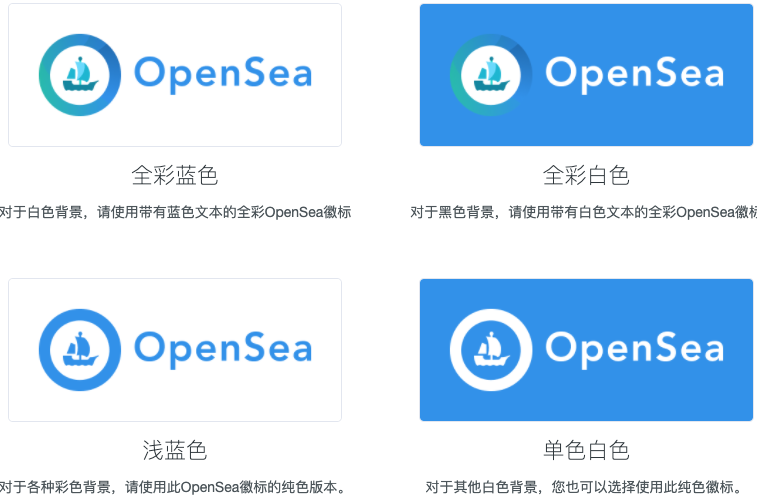 OpenSea
OpenSea
全彩蓝色
全彩白色
对于白色背景，请使用带有蓝色文本的全彩OpenSea徽标
对于黑色背景，请使用带有白色文本的全彩OpenSea徽标
OpenSea
OpenSea
浅蓝色
单色白色
对于各种彩色背景，请使用此OpenSea徽标的纯色版本。
对于其他白色背景，您也可以选择使用此纯色徽标。